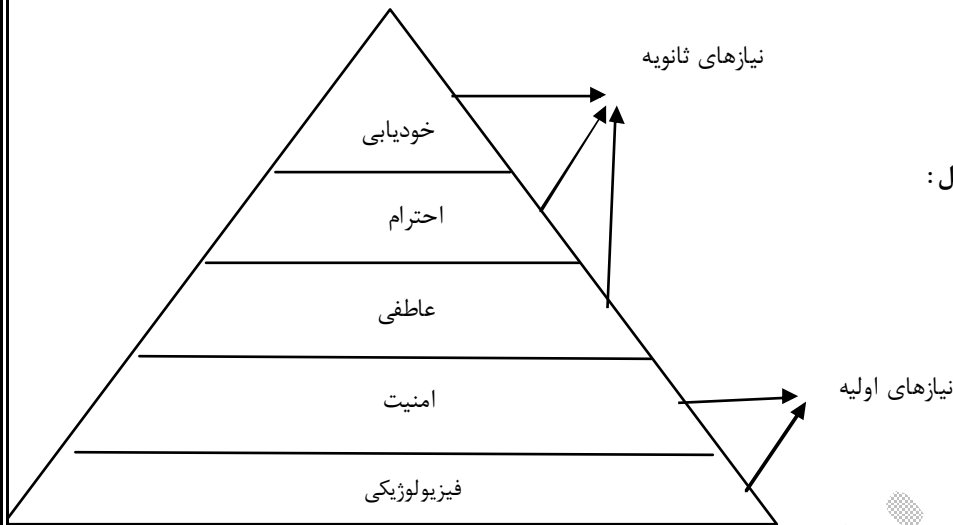 نیازهای ثانویه
خودیابی
ل:
احترام
عاطفی
نیازهای اولیه
امنیت
فیزیولوژیکی